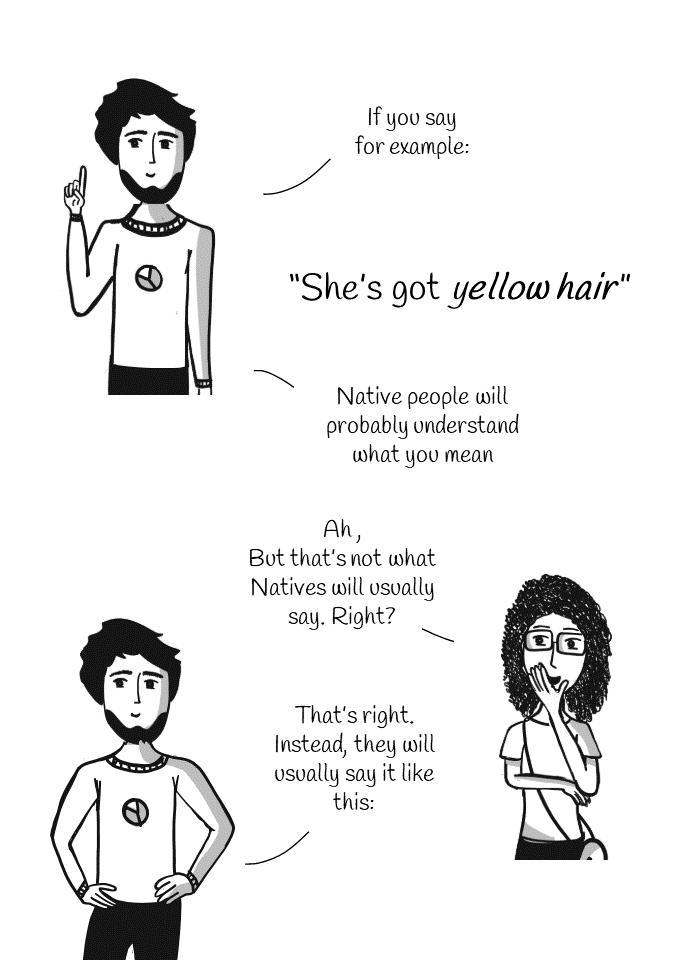 If you say
for example:
"She's got yellow hair"
Native people will
probably understand
what you mean
Ah,
But that's not what
Natives will usually
say. Right?
That's right.
Instead, they will
usually say it like
this: